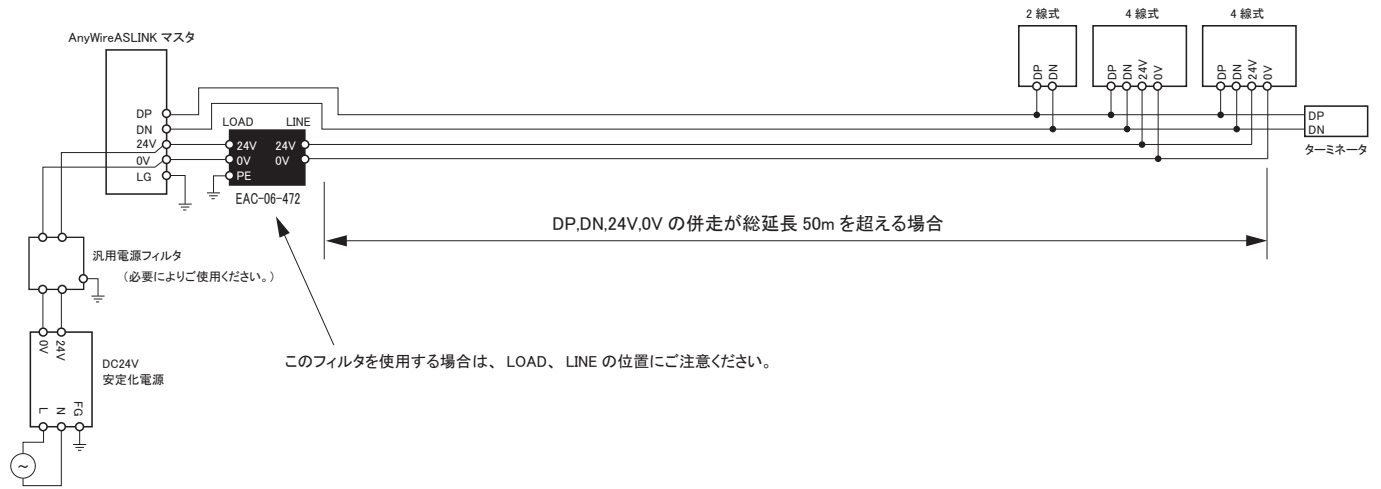 2 線式
4 線式
4 線式
AnyWireASLINK マスタ
DP
DN
DP
DN
24V
0V
DP
DN
24V
0V
DP
DN
24V
0V
LG
LOAD
LINE
24V
24V
0V
0V
PE
EAC-06-472
DP
DN
ターミネータ
DP,DN,24V,0V の併走が総延長 50m を超える場合
汎用電源フィルタ
（必要によりご使用ください。）
0V
24V
DC24V
安定化電源
L
N
FG
～
このフィルタを使用する場合は、 LOAD、 LINE の位置にご注意ください。